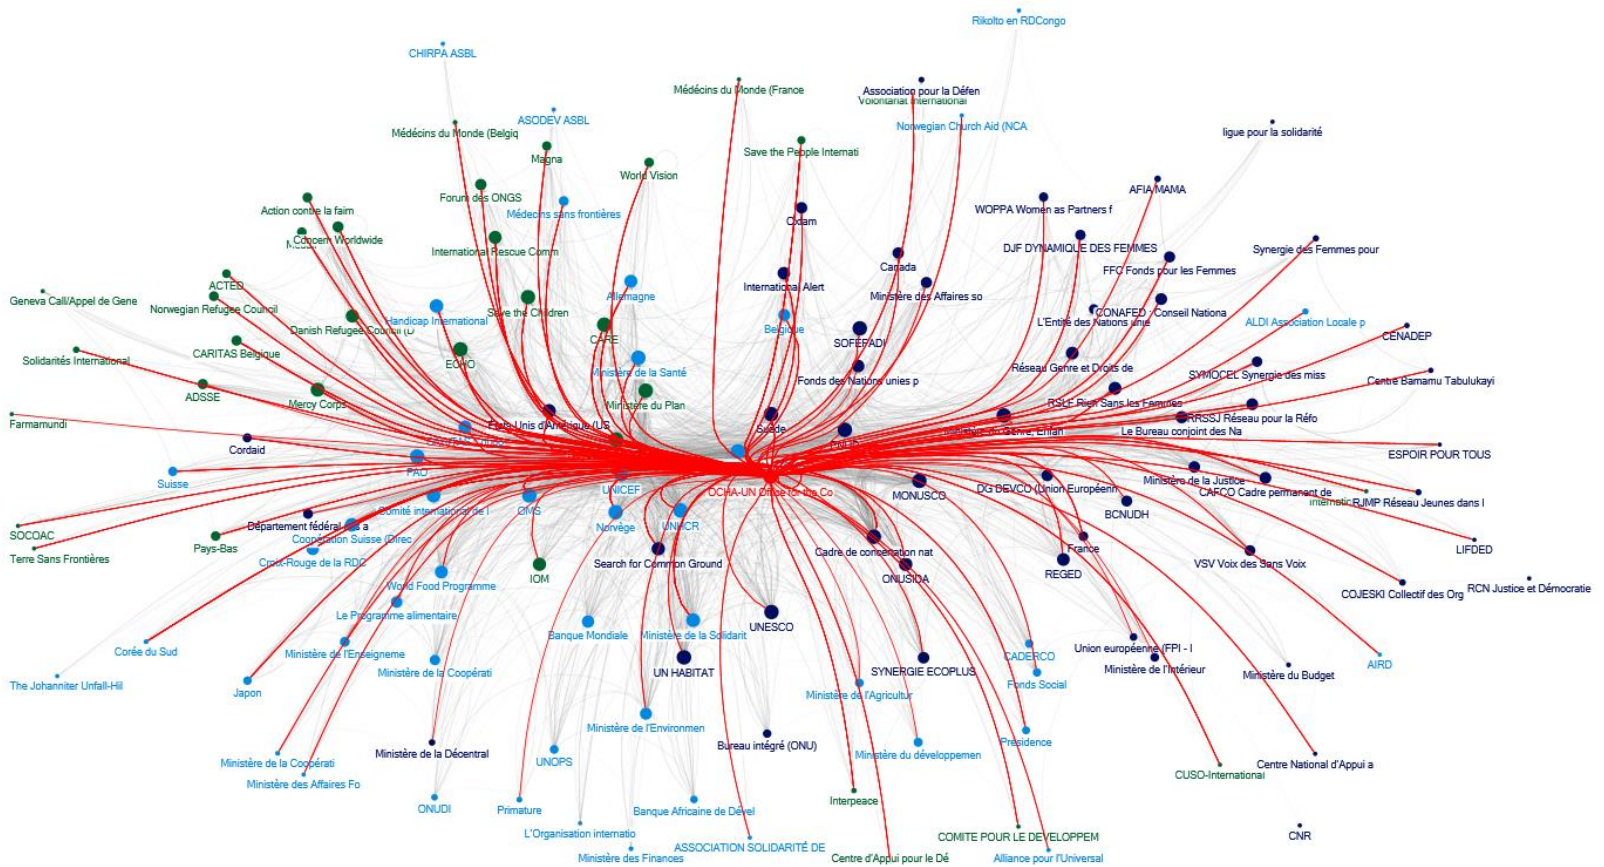 Rikolto en RDCongo
CHIRPA ASBL
Médécins du Monde (France
Association pour la Défen
Volontariat international
ASODEV ASBL
Norwegian Church Aid (NCA
Médécins du Monde (Belgiq
ligue pour la solidarité
Save the People Internati
Magna
World Vision
Forum des ONGS
AFIA MAMA
Action contre la faim
Médecins sans frontières
WOPPA Women as Partners f
Oxfam
Concern Worldwide
International Rescue Comm
DJF DYNAMIQUE DES FEMMES
Synergie des Femmes pour
Canada
FFC Fonds pour les Femmes
ACTED
International Alert
Allemagne
Ministère des Affaires so
Geneva Call/Appel de Gene
Norwegian Refugee Council
Save the Children
Handicap International
CONAFED : Conseil Nationa
L'Entité des Nations unie
ALDI Association Locale p
Danish Refugee Council (D
Belgique
CARE
SOFEPADI
CENADEP
CARITAS Belgique
Solidarités International
ECHO
Réseau Genre et Droits de
Ministère de la Santé
SYMOCEL Synergie des miss
Fonds des Nations unies p
Centre Bamamu Tabulukayi
ADSSE
Mercy Corps
Ministère du Plan
RSLF Rien Sans les Femmes
RRSSJ Réseau pour la Réfo
Farmamundi
États-Unis d'Amérique (US
Suède
Ministère du Genre, Enfan
Le Bureau conjoint des Na
Cordaid
ESPOIR POUR TOUS
FAO
Suisse
UNICEF
OCHA-UN Office for the Co
MONUSCO
DG DEVCO (Union Européenn
Ministère de la Justice
CAFCO Cadre permanent de
RJMP Réseau Jeunes dans l
Comité international de l
OMS
BCNUDH
Département fédéral des a
Norvège
UNHCR
SOCOAC
Coopération Suisse (Direc
Pays-Bas
Cadre de concertation nat
France
LIFDED
Terre Sans Frontières
Croix-Rouge de la RDC
Search for Common Ground
VSV Voix des Sans Voix
IOM
ONUSIDA
REGED
World Food Programme
RCN Justice et Démocratie
COJESKI Collectif des Org
Le Programme alimentaire
UNESCO
Banque Mondiale
Ministère de la Solidarit
Corée du Sud
Ministère de l'Enseigneme
Union européenne (FPI - I
CADERCO
AIRD
Ministère de la Coopérati
UN HABITAT
SYNERGIE ECOPLUS
Ministère de l'Intérieur
Ministère du Budget
The Johanniter Unfall-Hil
Japon
Fonds Social
Ministère de l'Agricultur
Ministère de l'Environmen
Présidence
Bureau intégré (ONU)
Ministère de la Décentral
Ministère du développemen
UNOPS
Ministère de la Coopérati
Centre National d'Appui a
CUSO-International
Ministère des Affaires Fo
Interpeace
ONUDI
Primature
Banque Africaine de Dével
L'Organisation internatio
CNR
COMITE POUR LE DEVELOPPEM
ASSOCIATION SOLIDARITÉ DE
Ministère des Finances
Centre d'Appui pour le Dé
Alliance pour l'Universal